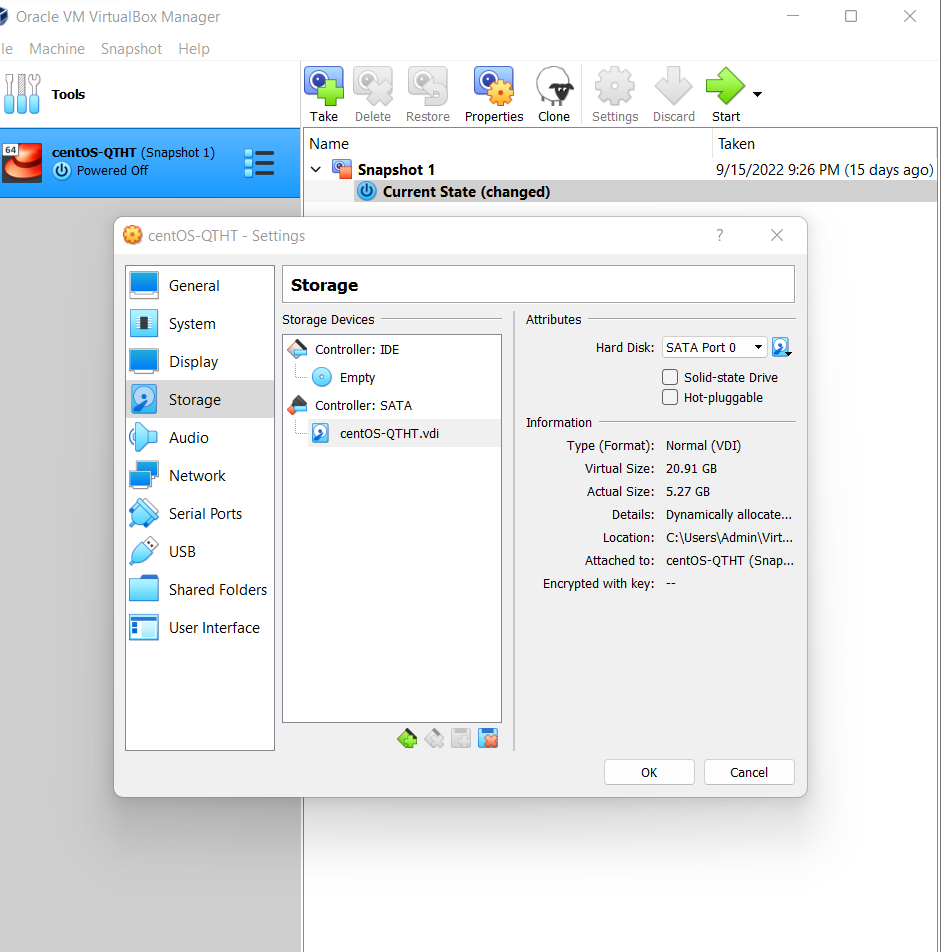 Oracle VM VirtualBox Manager
le Machine Snapshot Help
Tools
Take Delete Restore Properties Clone Settings Discard Start
64
centOS-QTHT (Snapshot 1)
Powered Off
Name Taken
Snapshot 1 9/15/2022 9:26 PM (15 days ago)
Current State (changed)
centOS-QTHT - Settings ?
General
System
Display
Storage
Audio
Network
Serial Ports
USB
Shared Folders
User Interface
Storage
Storage Devices
Controller: IDE
Empty
Controller: SATA
centOS-QTHT.vdi
Attributes
Hard Disk: SATA Port 0
Solid-state Drive
Hot-pluggable
Information
Type (Format): Normal (VDI)
Virtual Size: 20.91 GB
Actual Size: 5.27 GB
Details: Dynamically allocate...
Location: C:\Users\Admin\Virt...
Attached to: centOS-QTHT (Snap...
Encrypted with key: --
OK Cancel